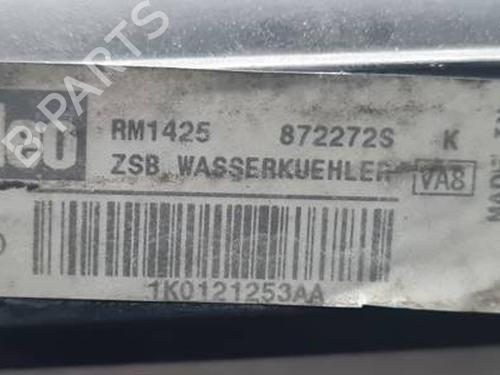 B-PARTS
RM1425 872272S K
ZSB WASSERKUEHLER VA8
1K0121253AA